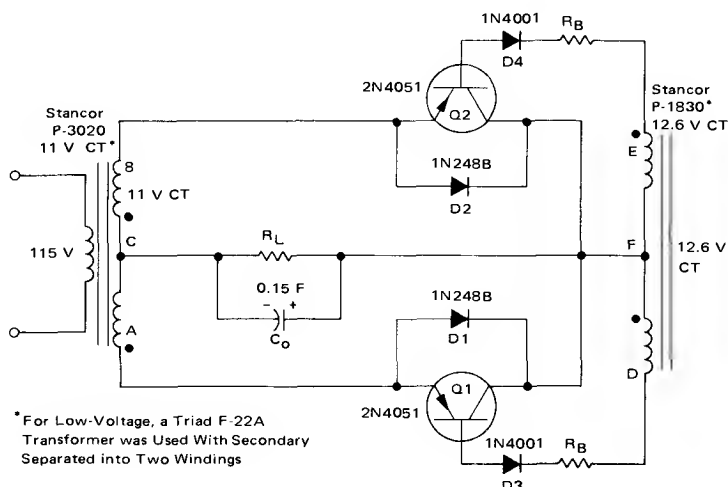 1N4001
R_B
D4
Stancor
P-1830*
12.6 V CT
2N4051
Q2
Stancor
P-3020
11 V CT*
E
B
11 V CT
1N248B
D2
C
R_L
F
12.6 V
CT
115 V
0.15 F
- +
C_o
1N248B
D1
A
Q1
2N4051
D
1N4001
R_B
D3
*For Low-Voltage, a Triad F-22A
Transformer was Used With Secondary
Separated into Two Windings